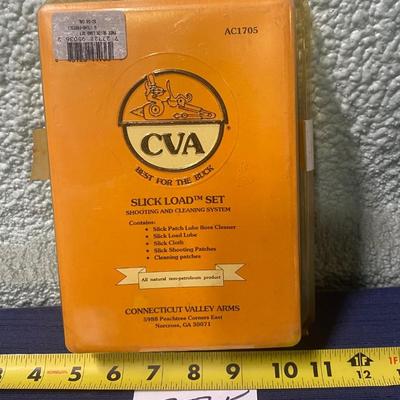 AC1705
CVA
®
BEST FOR THE BUCK
SLICK LOAD™ SET
SHOOTING AND CLEANING SYSTEM
Contains:
• Slick Patch Lube Bore Cleaner
• Slick Load Lube
• Slick Cloth
• Slick Shooting Patches
• Cleaning patches
All natural non-petroleum product
CONNECTICUT VALLEY ARMS
5988 Peachtree Corners East
Norcross, GA 30071
3 4 5 6 7 8 9 10 11 12